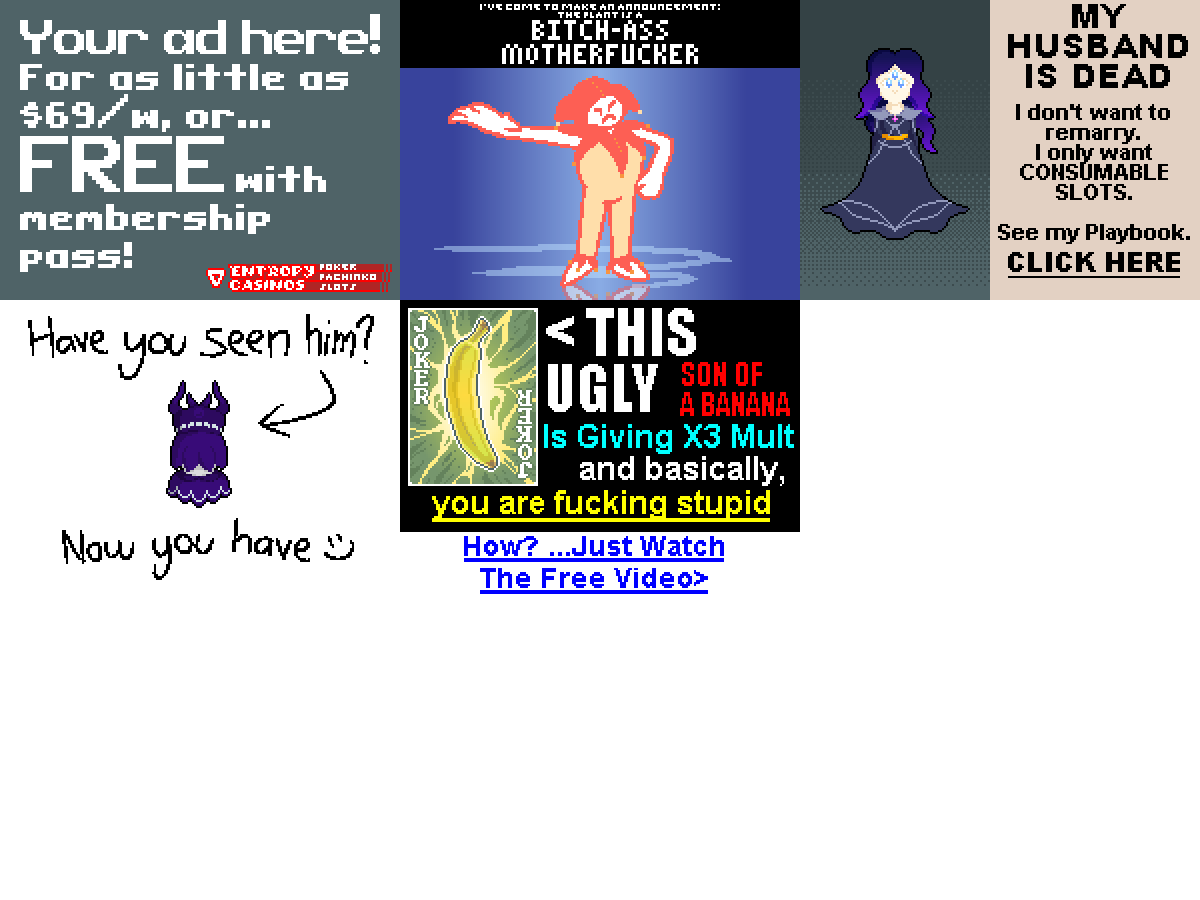 Your ad here!
For as little as
$69/w, or...
FREE with
membership
pass!
ENTROPY
CASINOS
POKER
PACHINKO
SLOTS
I'VE COME TO MAKE AN ANNOUNCEMENT:
THE PLANT IS A
BITCH-ASS
MOTHERFUCKER
MY
HUSBAND
IS DEAD
I don't want to
remarry.
I only want
CONSUMABLE
SLOTS.
See my Playbook.
CLICK HERE
Have you seen him?
Now you have :)
JOKER
JOKER
< THIS
UGLY SON OF
A BANANA
Is Giving X3 Mult
and basically,
you are fucking stupid
How? ...Just Watch
The Free Video>